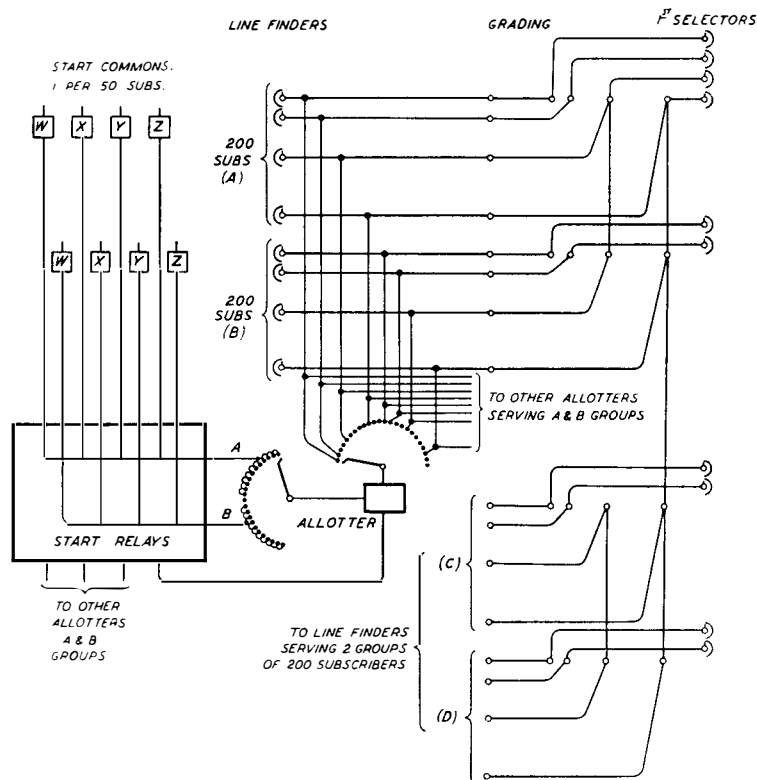 LINE FINDERS
GRADING
1ST SELECTORS
START COMMONS.
1 PER 50 SUBS.
W X Y Z
200
SUBS
(A)
W X Y Z
200
SUBS
(B)
TO OTHER ALLOTTERS
SERVING A & B GROUPS
A
B
ALLOTTER
START RELAYS
TO OTHER
ALLOTTERS
A & B
GROUPS
(C)
TO LINE FINDERS
SERVING 2 GROUPS
OF 200 SUBSCRIBERS
(D)